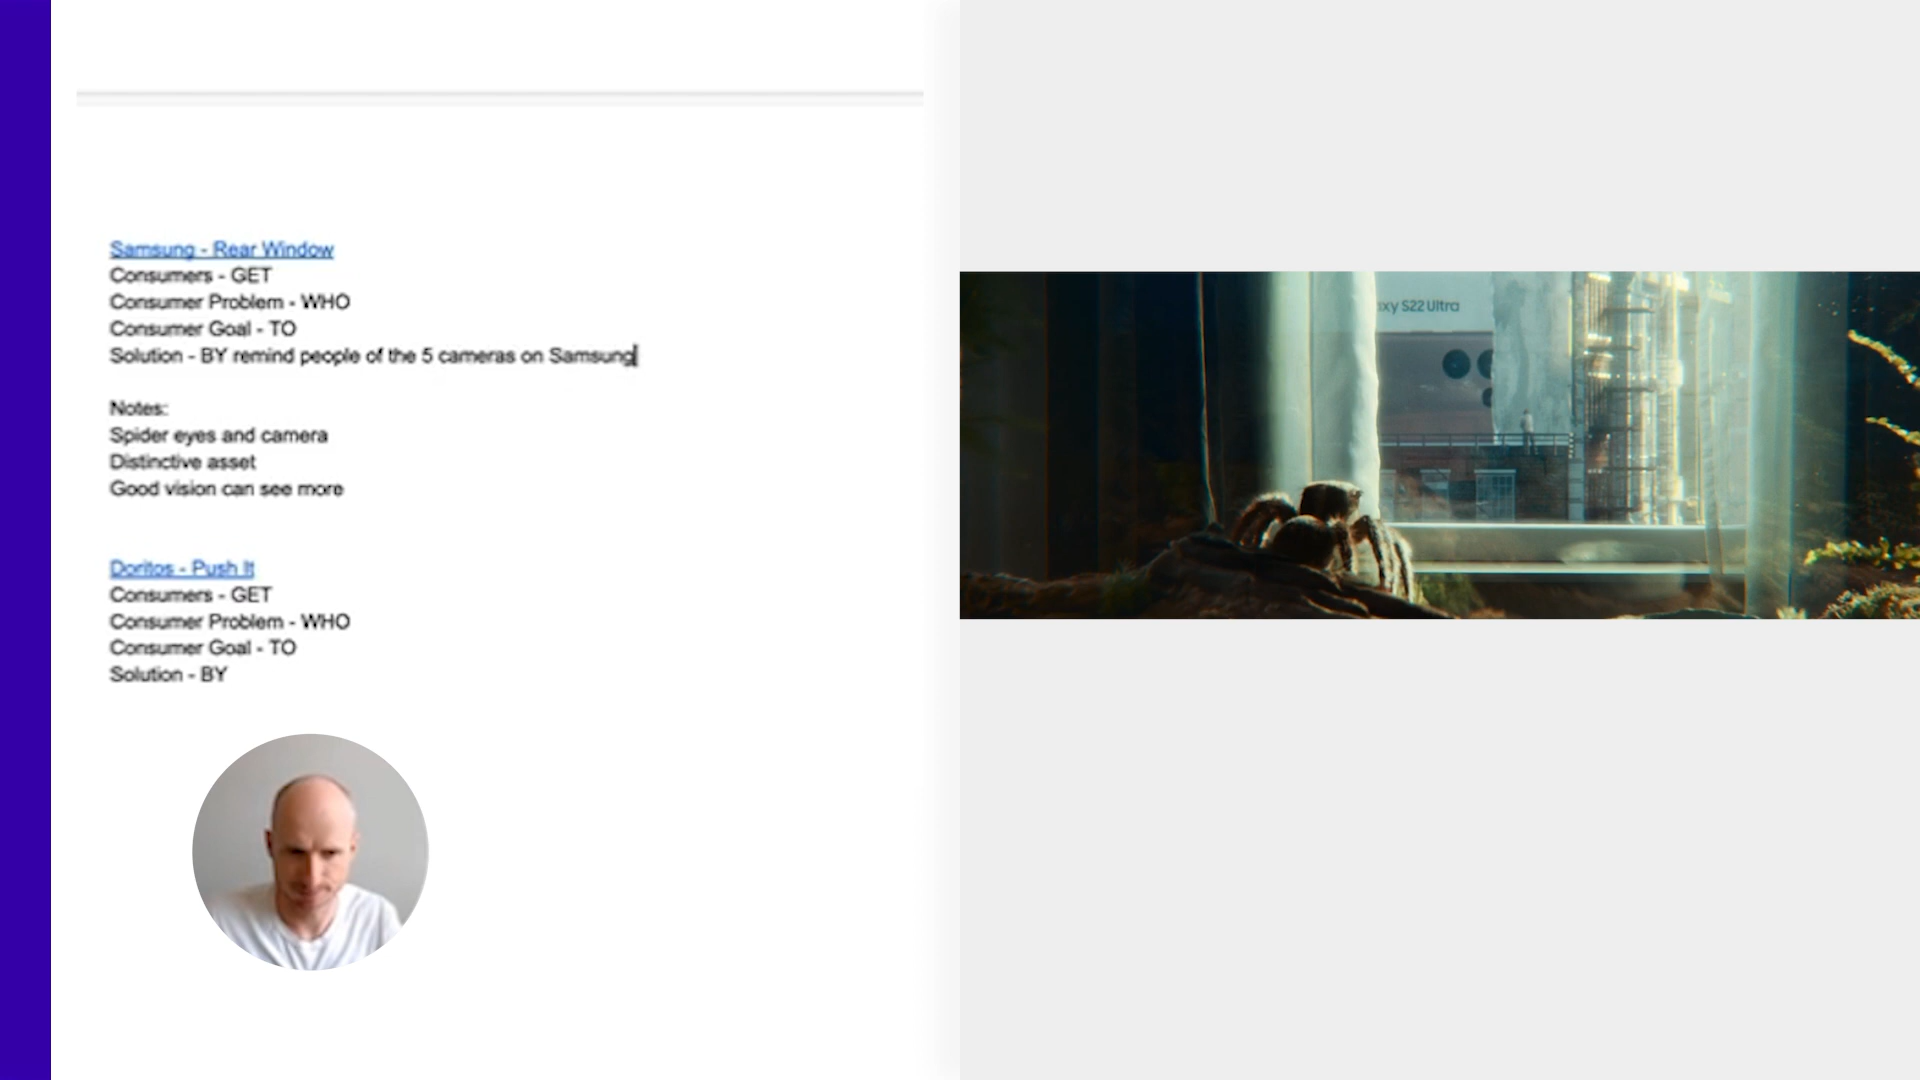 Samsung - Rear Window
Consumers - GET
Consumer Problem - WHO
Consumer Goal - TO
Solution - BY remind people of the 5 cameras on Samsung
Notes:
Spider eyes and camera
Distinctive asset
Good vision can see more
Doritos - Push It
Consumers - GET
Consumer Problem - WHO
Consumer Goal - TO
Solution - BY
axy S22 Ultra